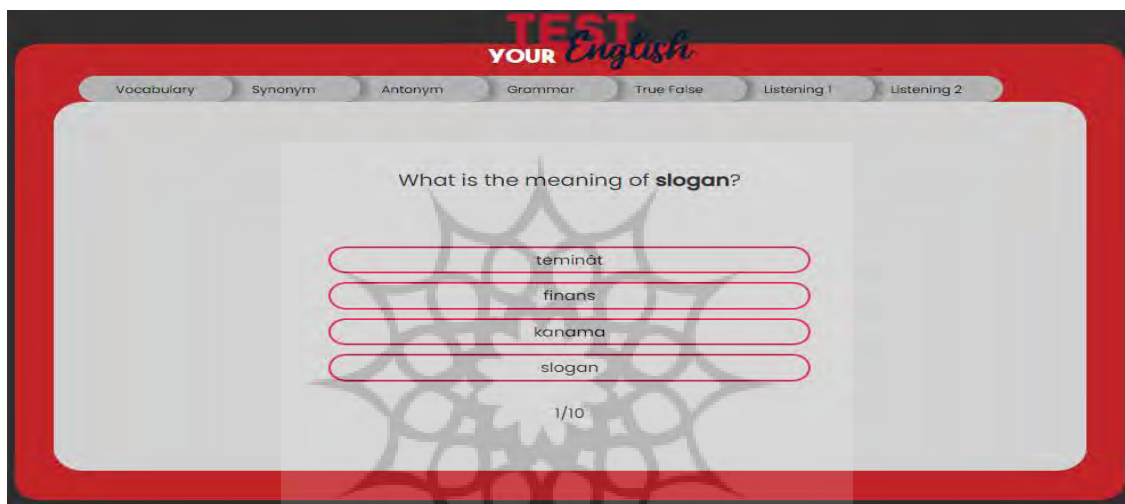 TEST
YOUR English
Vocabulary Synonym Antonym Grammar True False Listening 1 Listening 2
What is the meaning of slogan?
teminât
finans
kanama
slogan
1/10